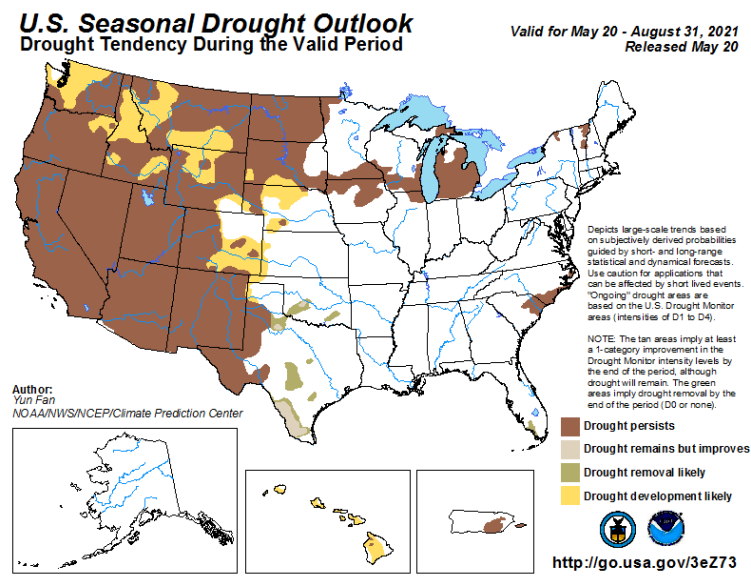 U.S. Seasonal Drought Outlook
Drought Tendency During the Valid Period
Valid for May 20 - August 31, 2021
Released May 20
Depicts large-scale trends based
on subjectively derived probabilities
guided by short- and long-range
statistical and dynamical forecasts.
Use caution for applications that
can be affected by short lived events.
"Ongoing" drought areas are
based on the U.S. Drought Monitor
areas (intensities of D1 to D4).
NOTE: The tan areas imply at least
a 1-category improvement in the
Drought Monitor intensity levels by
the end of the period, although
drought will remain. The green
areas imply drought removal by the
end of the period (D0 or none).
Author:
Yun Fan
NOAA/NWS/NCEP/Climate Prediction Center
Drought persists
Drought remains but improves
Drought removal likely
Drought development likely
http://go.usa.gov/3eZ73